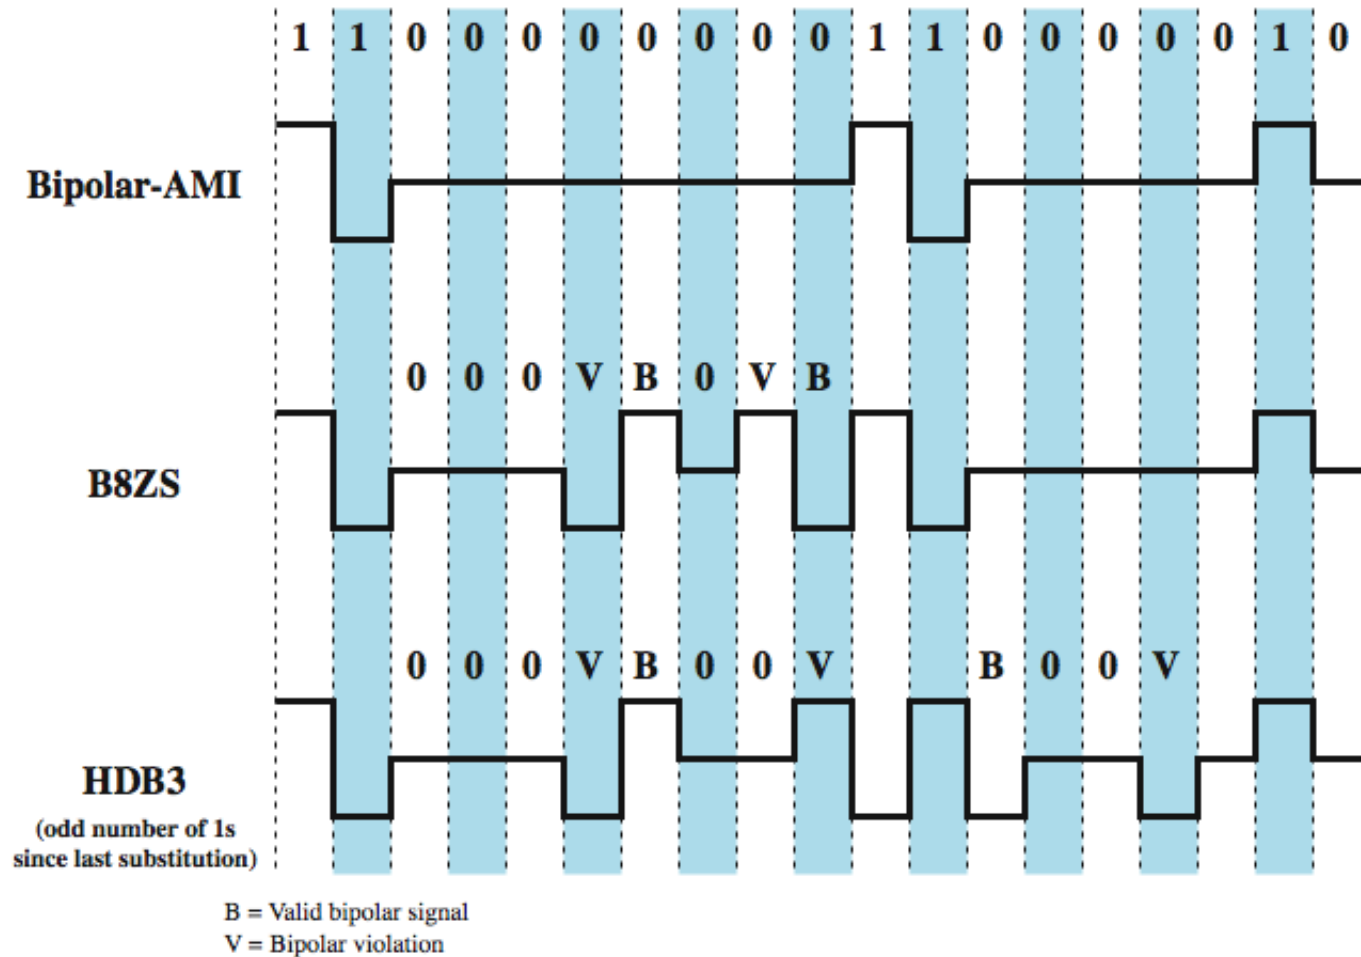 1 1 0 0 0 0 0 0 0 0 1 1 0 0 0 0 0 1 0
Bipolar-AMI
0 0 0 V B 0 V B
B8ZS
0 0 0 V B 0 0 V B 0 0 V
HDB3
(odd number of 1s
since last substitution)
B = Valid bipolar signal
V = Bipolar violation